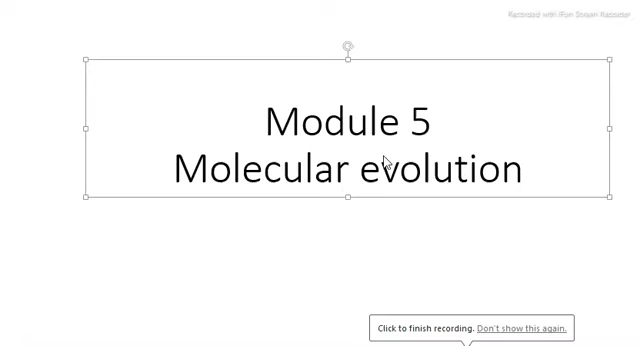 Recorded with iFun Screen Recorder
Module 5
Molecular evolution
Click to finish recording. Don't show this again.